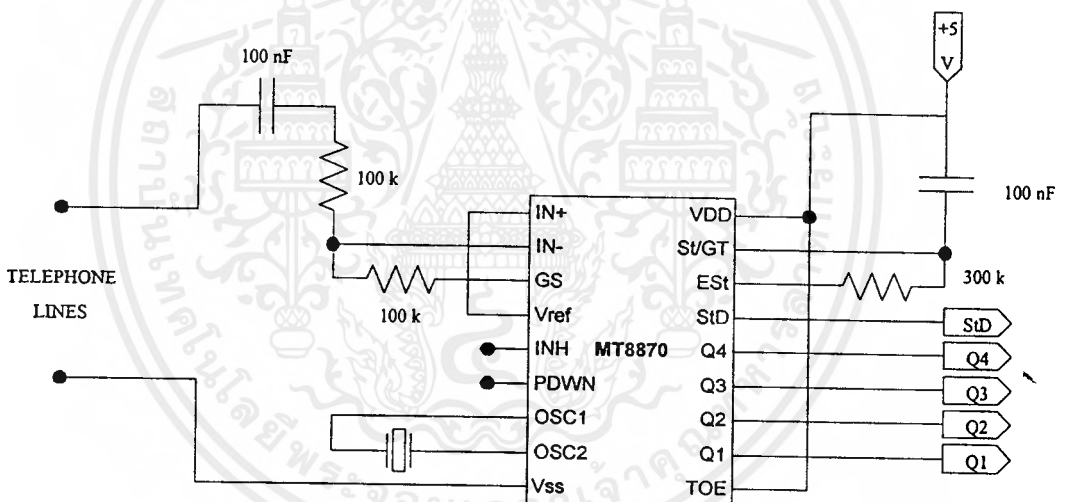 100 nF
+5
V
100 k
100 nF
IN+
VDD
IN-
St/GT
TELEPHONE
LINES
GS
ESt
300 k
100 k
Vref
StD
StD
INH
MT8870
Q4
Q4
PDWN
Q3
Q3
OSC1
Q2
Q2
OSC2
Q1
Q1
Vss
TOE